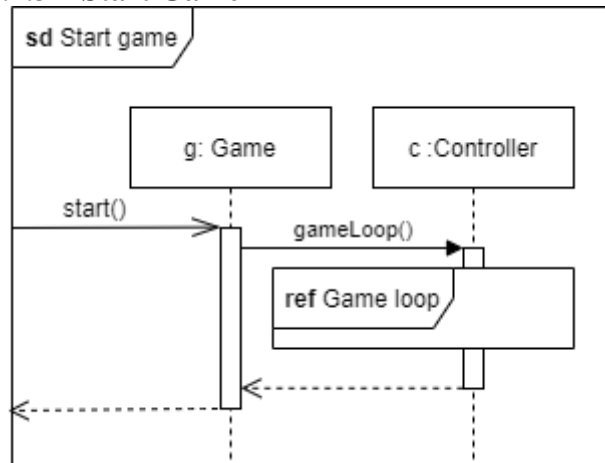 sd Start game
g: Game
c :Controller
start()
gameLoop()
ref Game loop